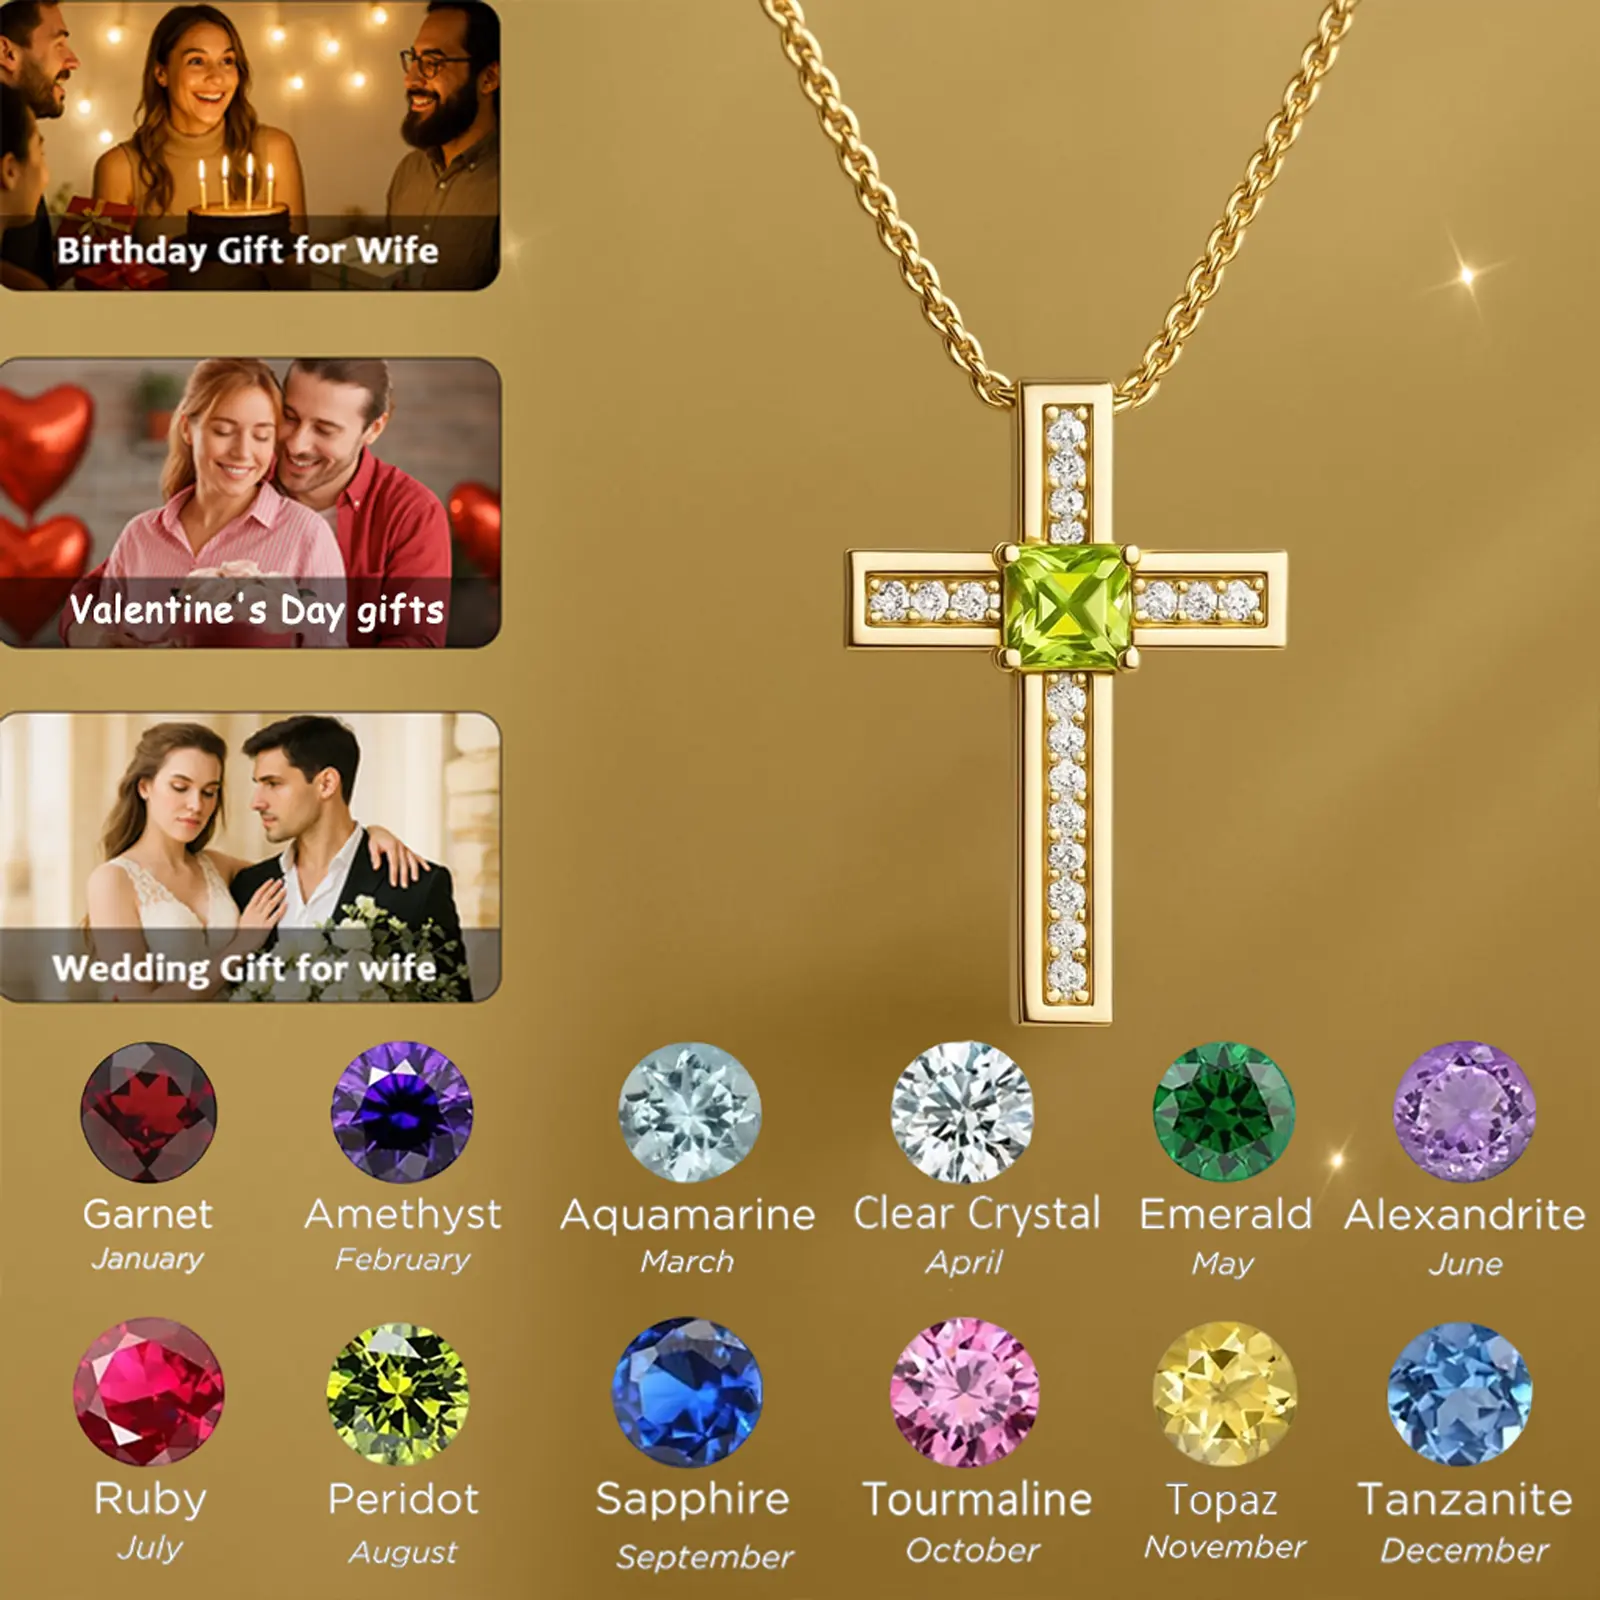 Birthday Gift for Wife
Valentine's Day gifts
Wedding Gift for wife
Garnet
January
Amethyst
February
Aquamarine
March
Clear Crystal
April
Emerald
May
Alexandrite
June
Ruby
July
Peridot
August
Sapphire
September
Tourmaline
October
Topaz
November
Tanzanite
December